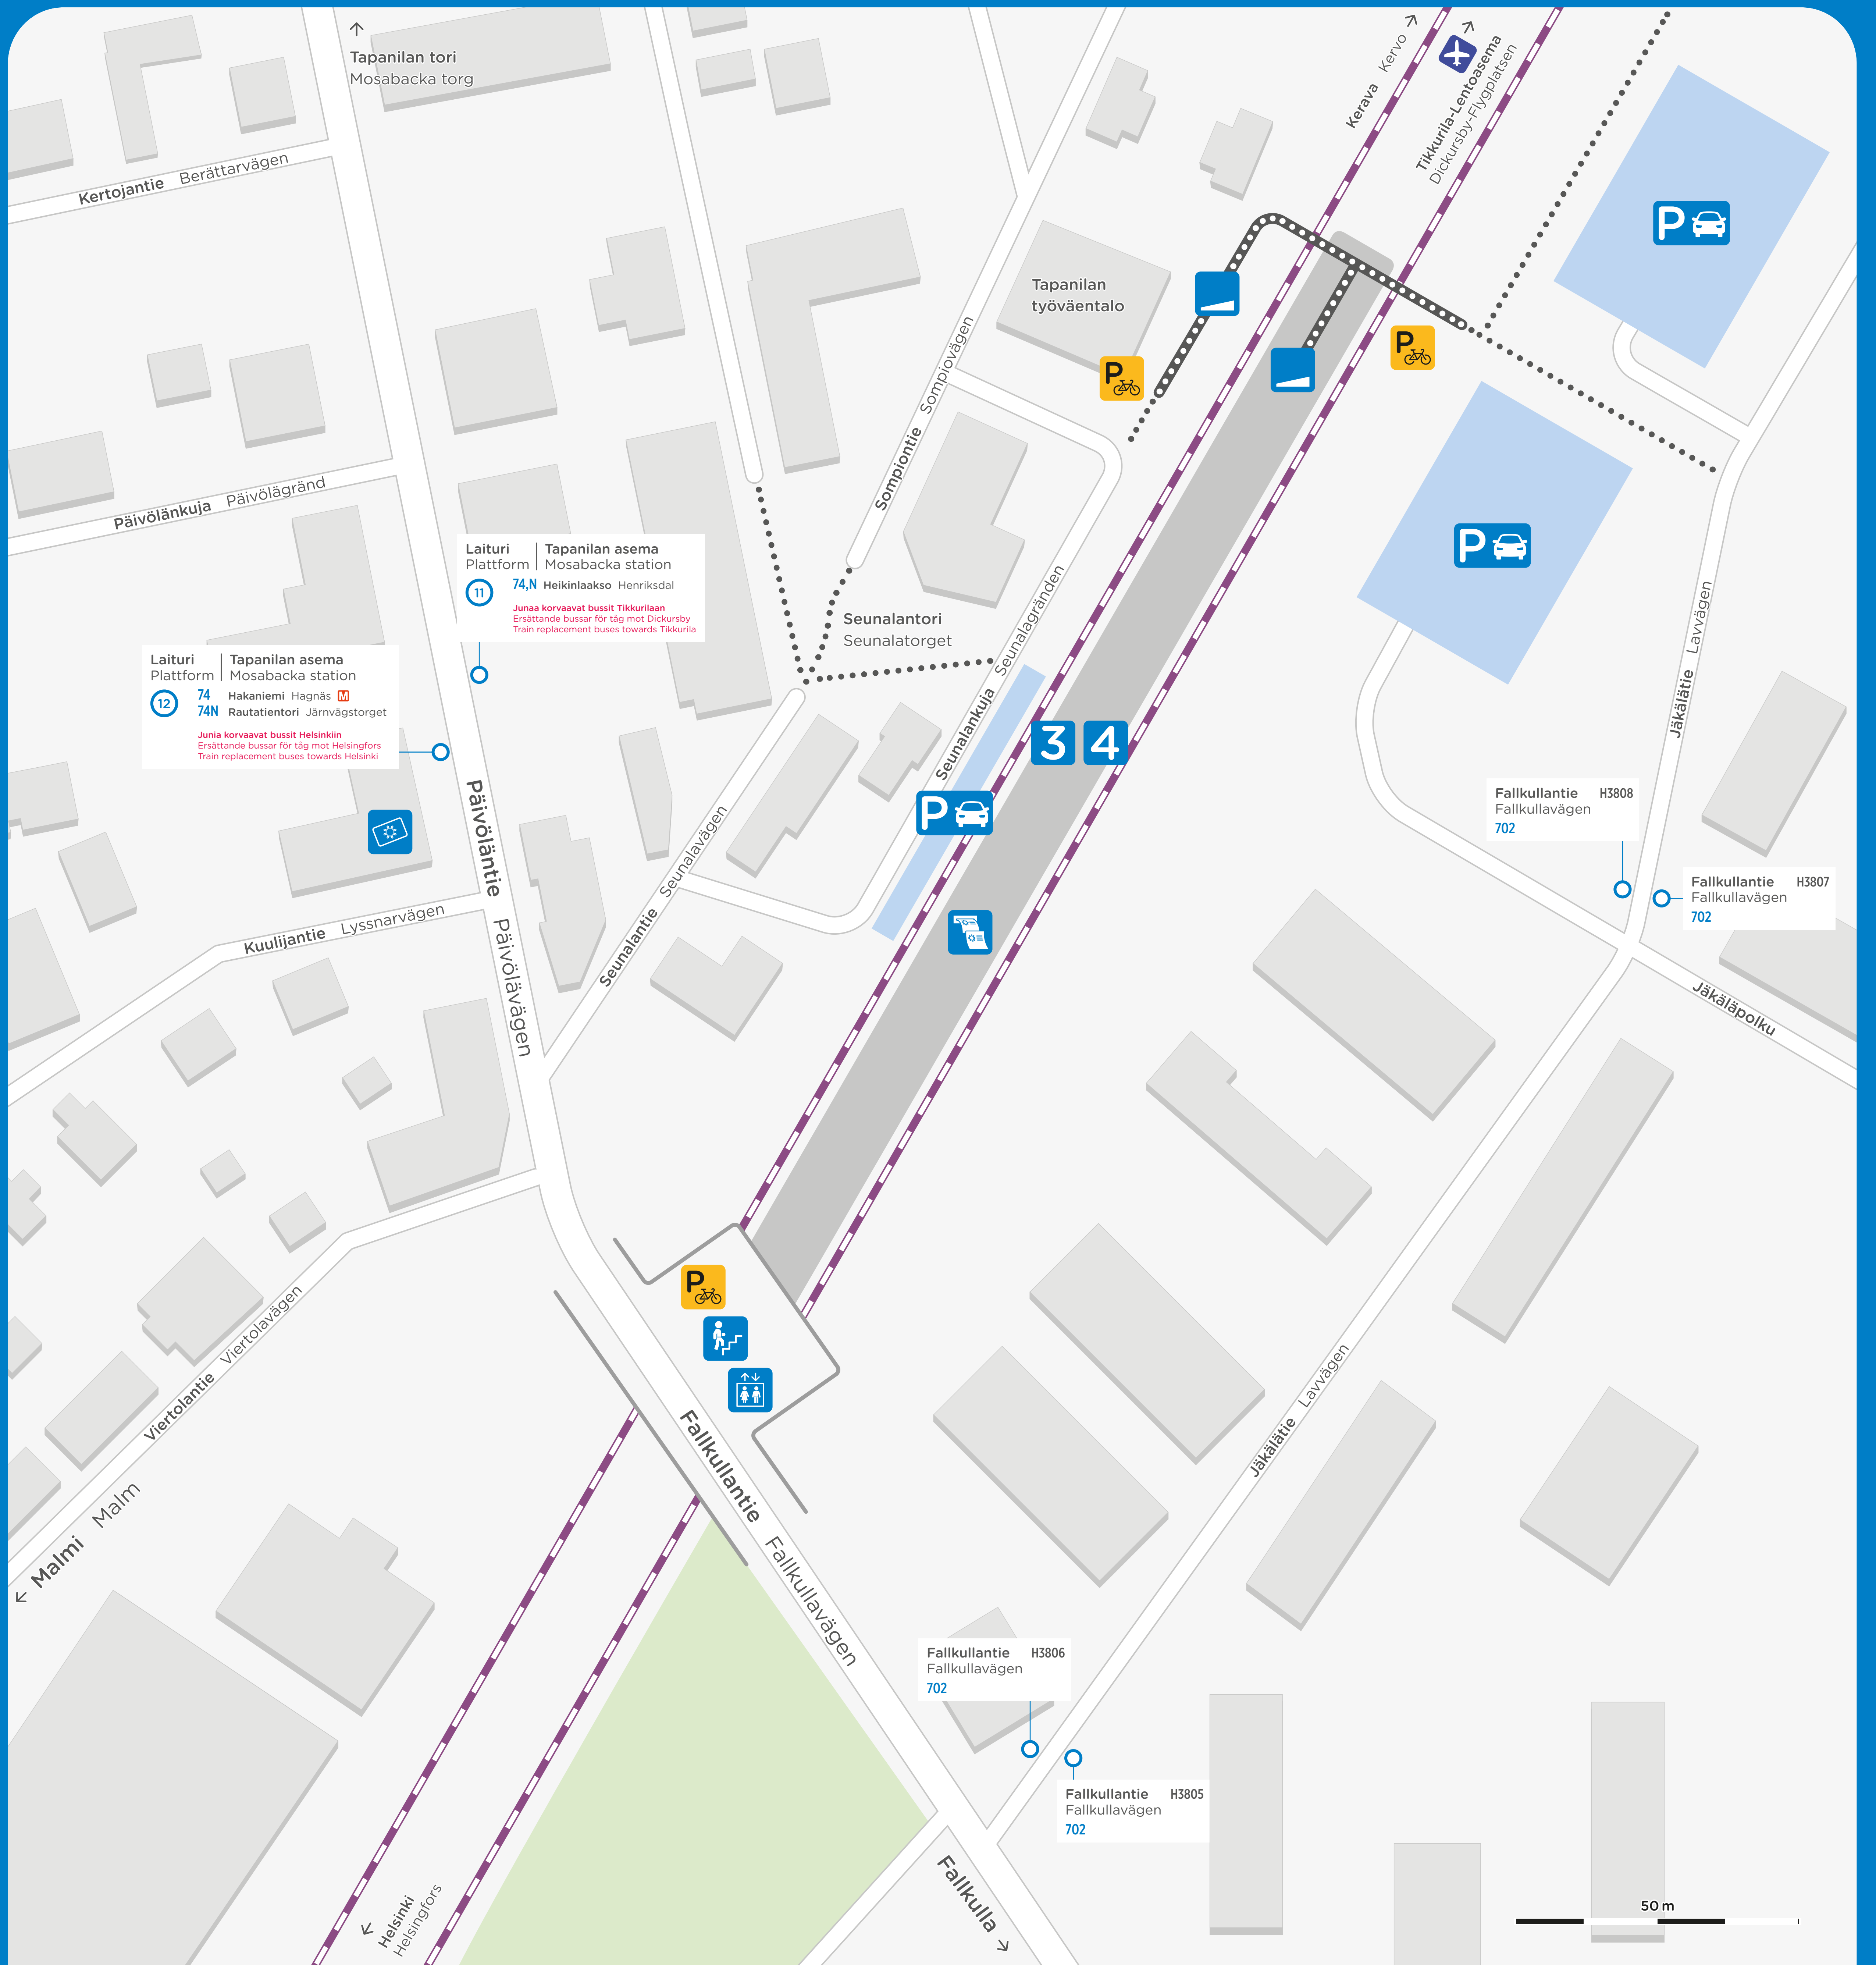 Tapanilan tori
Mosabacka torg
Kerava Kervo
Tikkurila-Lentoasema
Dickursby-Flygplatsen
Kertojantie Berättarvägen
P
Tapanilan
työväentalo
Sompiontie Sompiovägen
P
P
Päivölänkuja Päivölägränd
P
Laituri
Plattform
Tapanilan asema
Mosabacka station
11
74,N Heikinlaakso Henriksdal
Junaa korvaavat bussit Tikkurilaan
Ersättande bussar för tåg mot Dickursby
Train replacement buses towards Tikkurila
Seunalantori
Seunalatorget
Seunalankuja Seunalagränden
Jäkälätie Lavvägen
Laituri
Plattform
Tapanilan asema
Mosabacka station
12
74 Hakaniemi Hagnäs M
74N Rautatientori Järnvägstorget
Junia korvaavat bussit Helsinkiin
Ersättande bussar för tåg mot Helsingfors
Train replacement buses towards Helsinki
3 4
P
Fallkullantie H3808
Fallkullavägen
702
Fallkullantie H3807
Fallkullavägen
702
Päivöläntie Päivölävägen
Seunalantie Seunalavägen
Kuulijantie Lyssnarvägen
Jäkäläpolku
P
Viertolantie Viertolavägen
Jäkälätie Lavvägen
Malmi Malm
Fallkullantie Fallkullavägen
Fallkullantie H3806
Fallkullavägen
702
Fallkullantie H3805
Fallkullavägen
702
Helsinki
Helsingfors
Fallkulla
50 m